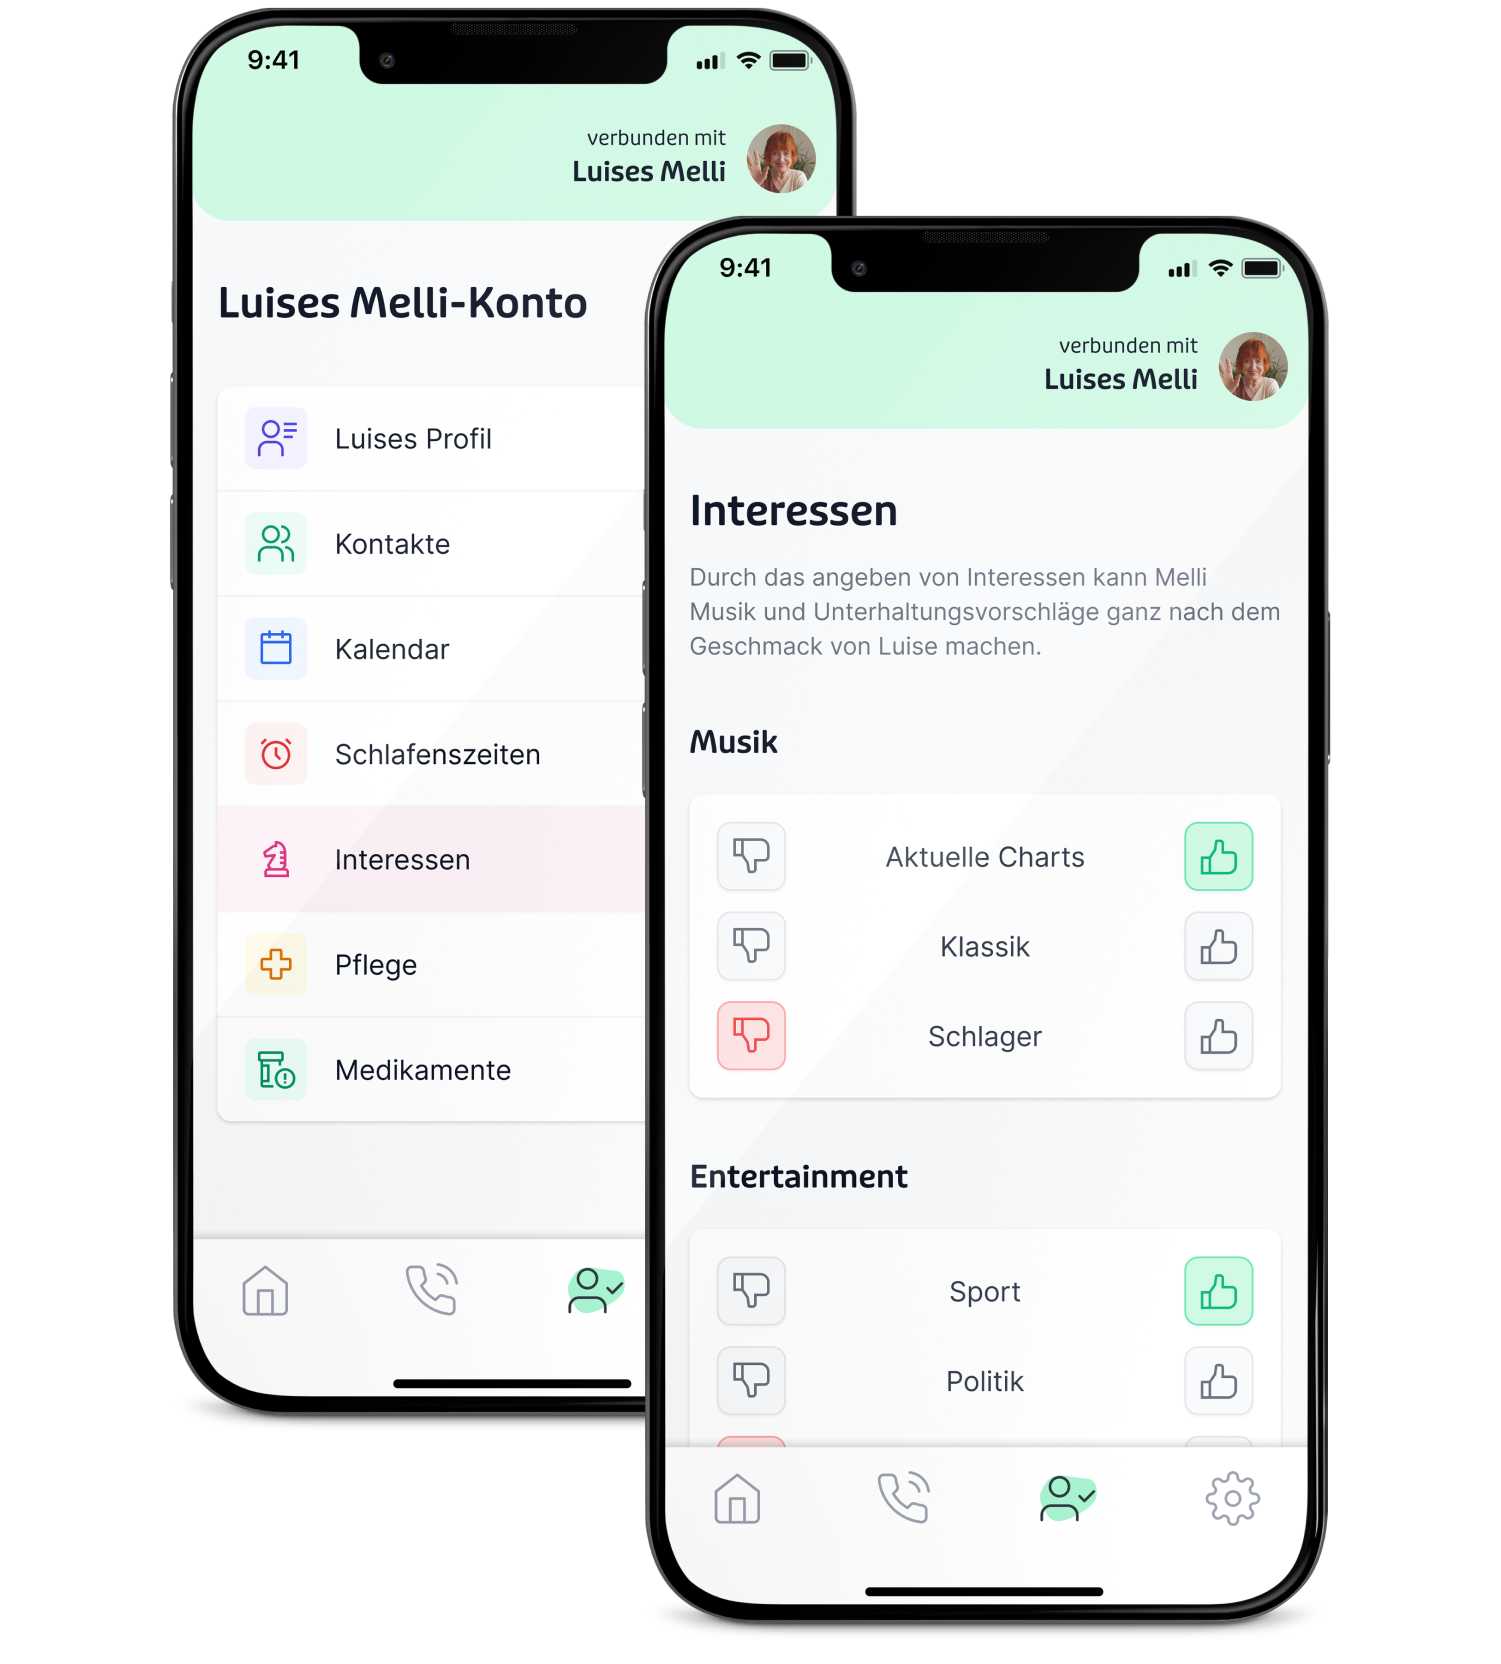 9:41
verbunden mit
Luises Melli
Luises Melli-Konto
Luises Profil
Kontakte
Kalendar
Schlafenszeiten
Interessen
Pflege
Medikamente
9:41
verbunden mit
Luises Melli
Interessen
Durch das angeben von Interessen kann Melli
Musik und Unterhaltungsvorschläge ganz nach dem
Geschmack von Luise machen.
Musik
Aktuelle Charts
Klassik
Schlager
Entertainment
Sport
Politik